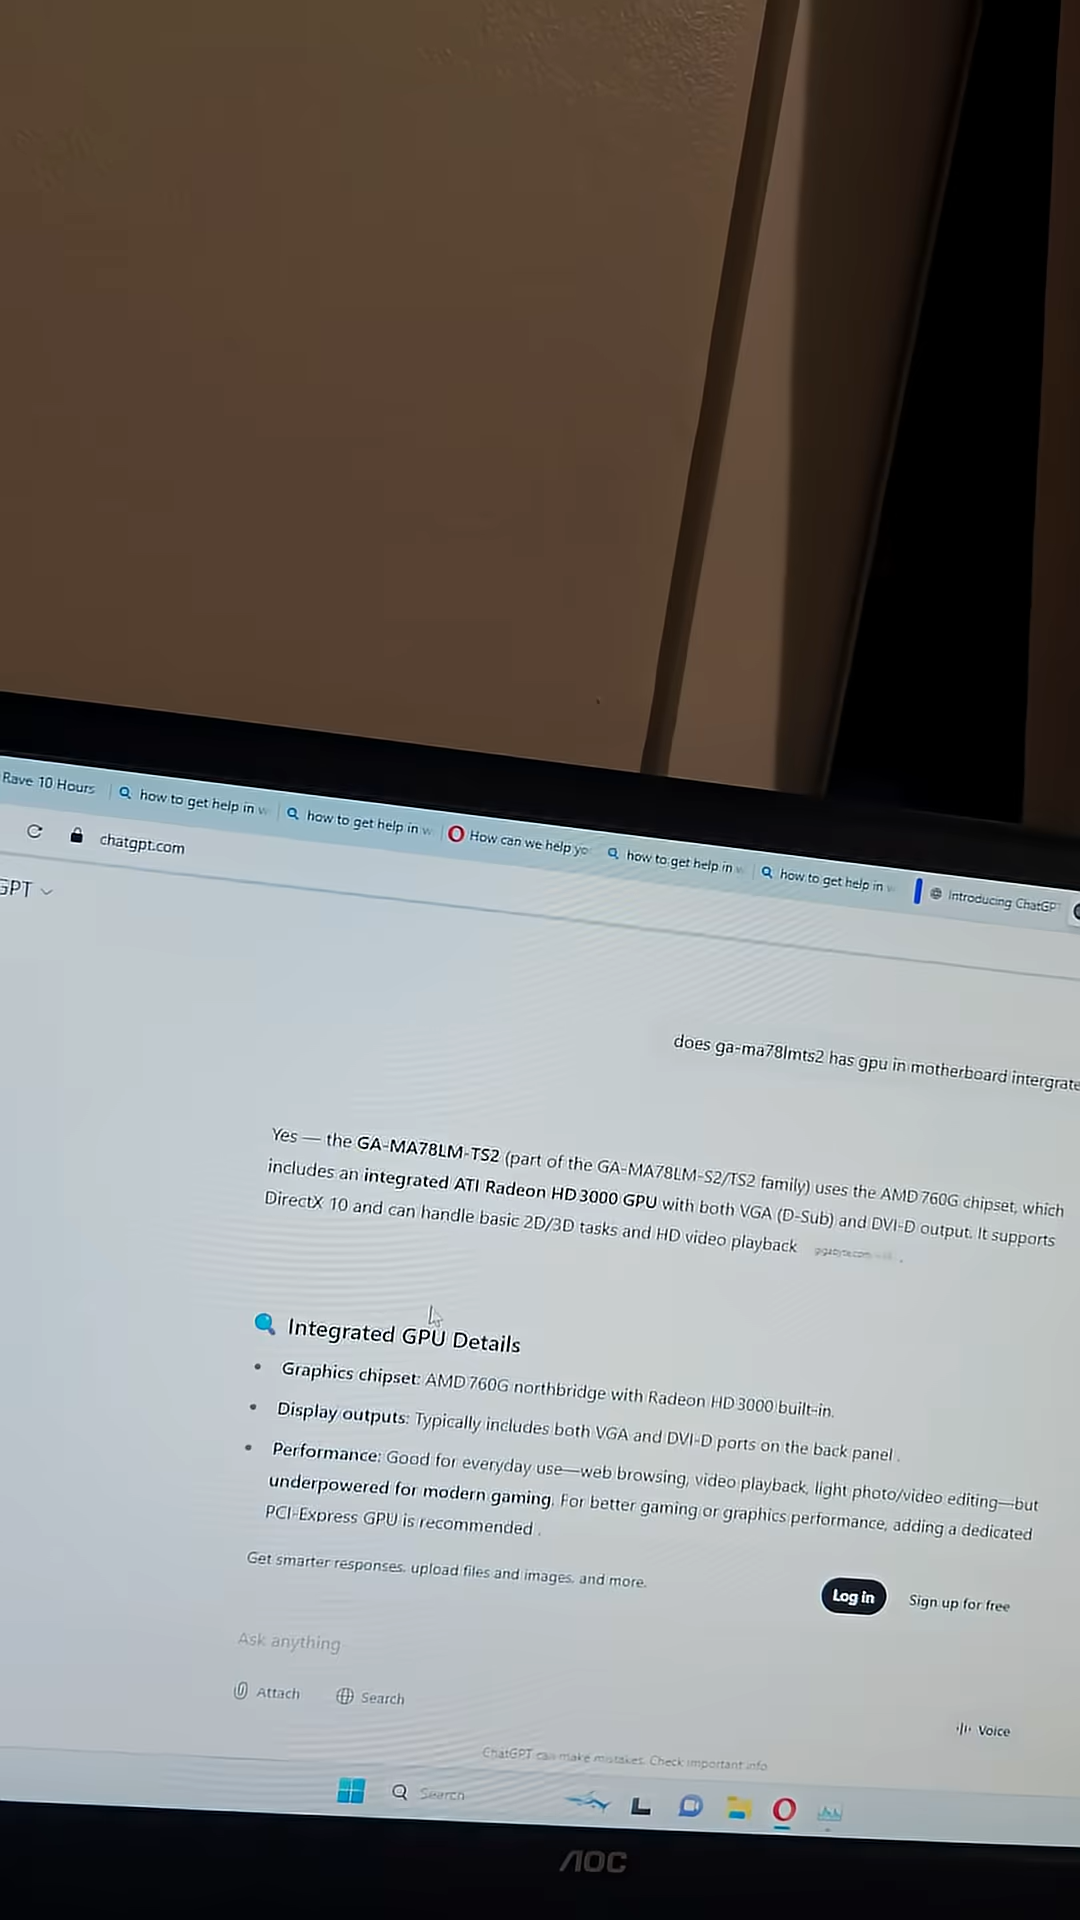 Rave 10 Hours
how to get help in w
how to get help in w
How can we help yo
how to get help in w
how to get help in w
Introducing ChatGP
chatgpt.com
GPT
does ga-ma78lmts2 has gpu in motherboard intergrate
Yes — the GA-MA78LM-TS2 (part of the GA-MA78LM-S2/TS2 family) uses the AMD 760G chipset, which
includes an integrated ATI Radeon HD 3000 GPU with both VGA (D-Sub) and DVI-D output. It supports
DirectX 10 and can handle basic 2D/3D tasks and HD video playback gigabyte.com .
Integrated GPU Details
• Graphics chipset: AMD 760G northbridge with Radeon HD 3000 built-in.
• Display outputs: Typically includes both VGA and DVI-D ports on the back panel .
• Performance: Good for everyday use—web browsing, video playback, light photo/video editing—but
underpowered for modern gaming. For better gaming or graphics performance, adding a dedicated
PCI-Express GPU is recommended .
Get smarter responses, upload files and images, and more.
Log in
Sign up for free
Ask anything
Attach
Search
Voice
ChatGPT can make mistakes. Check important info
Search
AOC